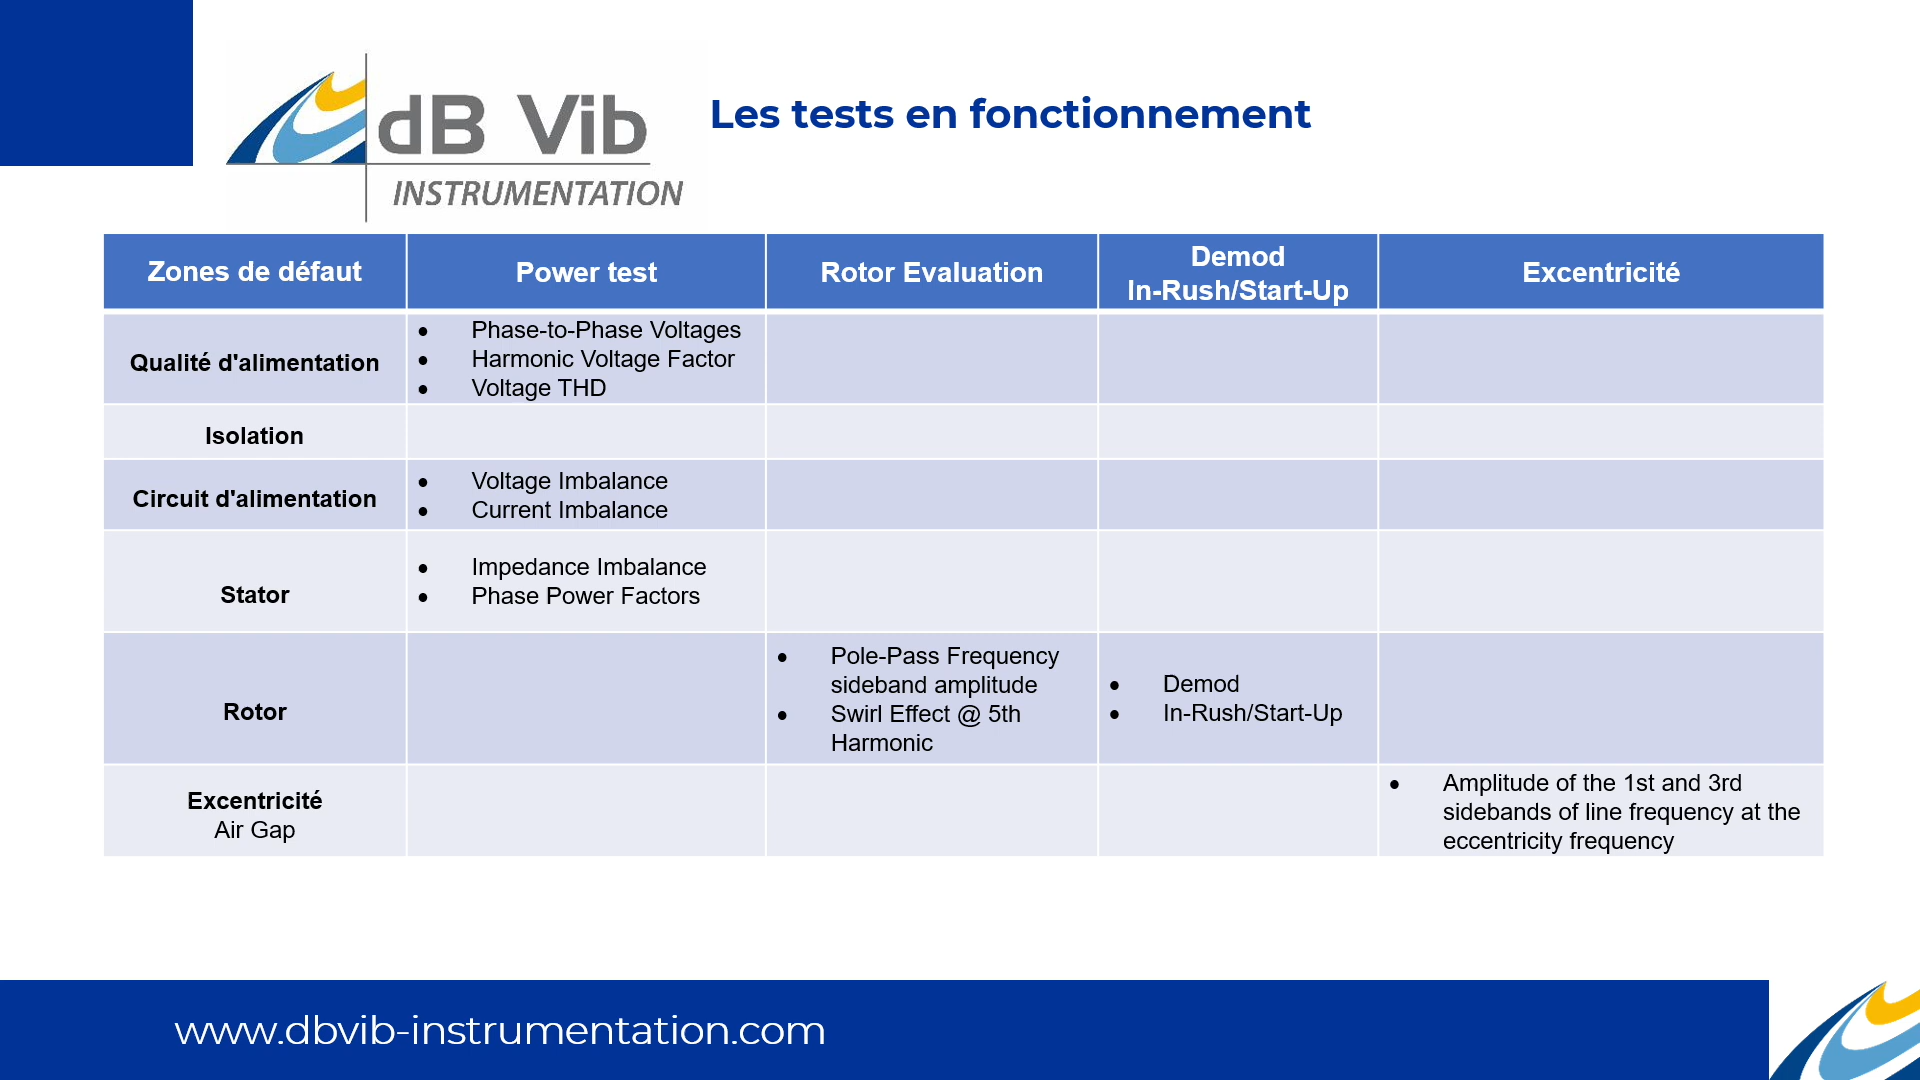 dB Vib
INSTRUMENTATION
Les tests en fonctionnement
Zones de défaut
Power test
Rotor Evaluation
Demod
In-Rush/Start-Up
Excentricité
Qualité d'alimentation
• Phase-to-Phase Voltages
• Harmonic Voltage Factor
• Voltage THD
Isolation
Circuit d'alimentation
• Voltage Imbalance
• Current Imbalance
Stator
• Impedance Imbalance
• Phase Power Factors
Rotor
• Pole-Pass Frequency
sideband amplitude
• Swirl Effect @ 5th
Harmonic
• Demod
• In-Rush/Start-Up
Excentricité
Air Gap
• Amplitude of the 1st and 3rd
sidebands of line frequency at the
eccentricity frequency
www.dbvib-instrumentation.com